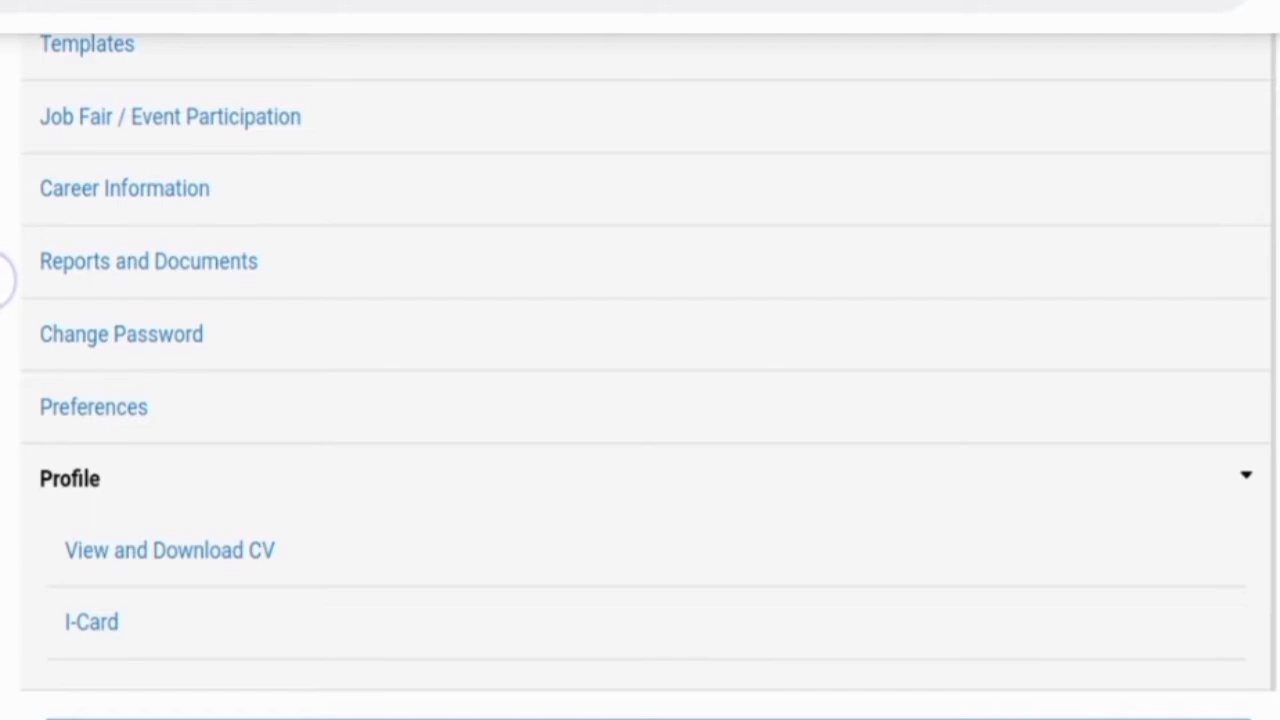 Templates
Job Fair / Event Participation
Career Information
Reports and Documents
Change Password
Preferences
Profile
View and Download CV
I-Card